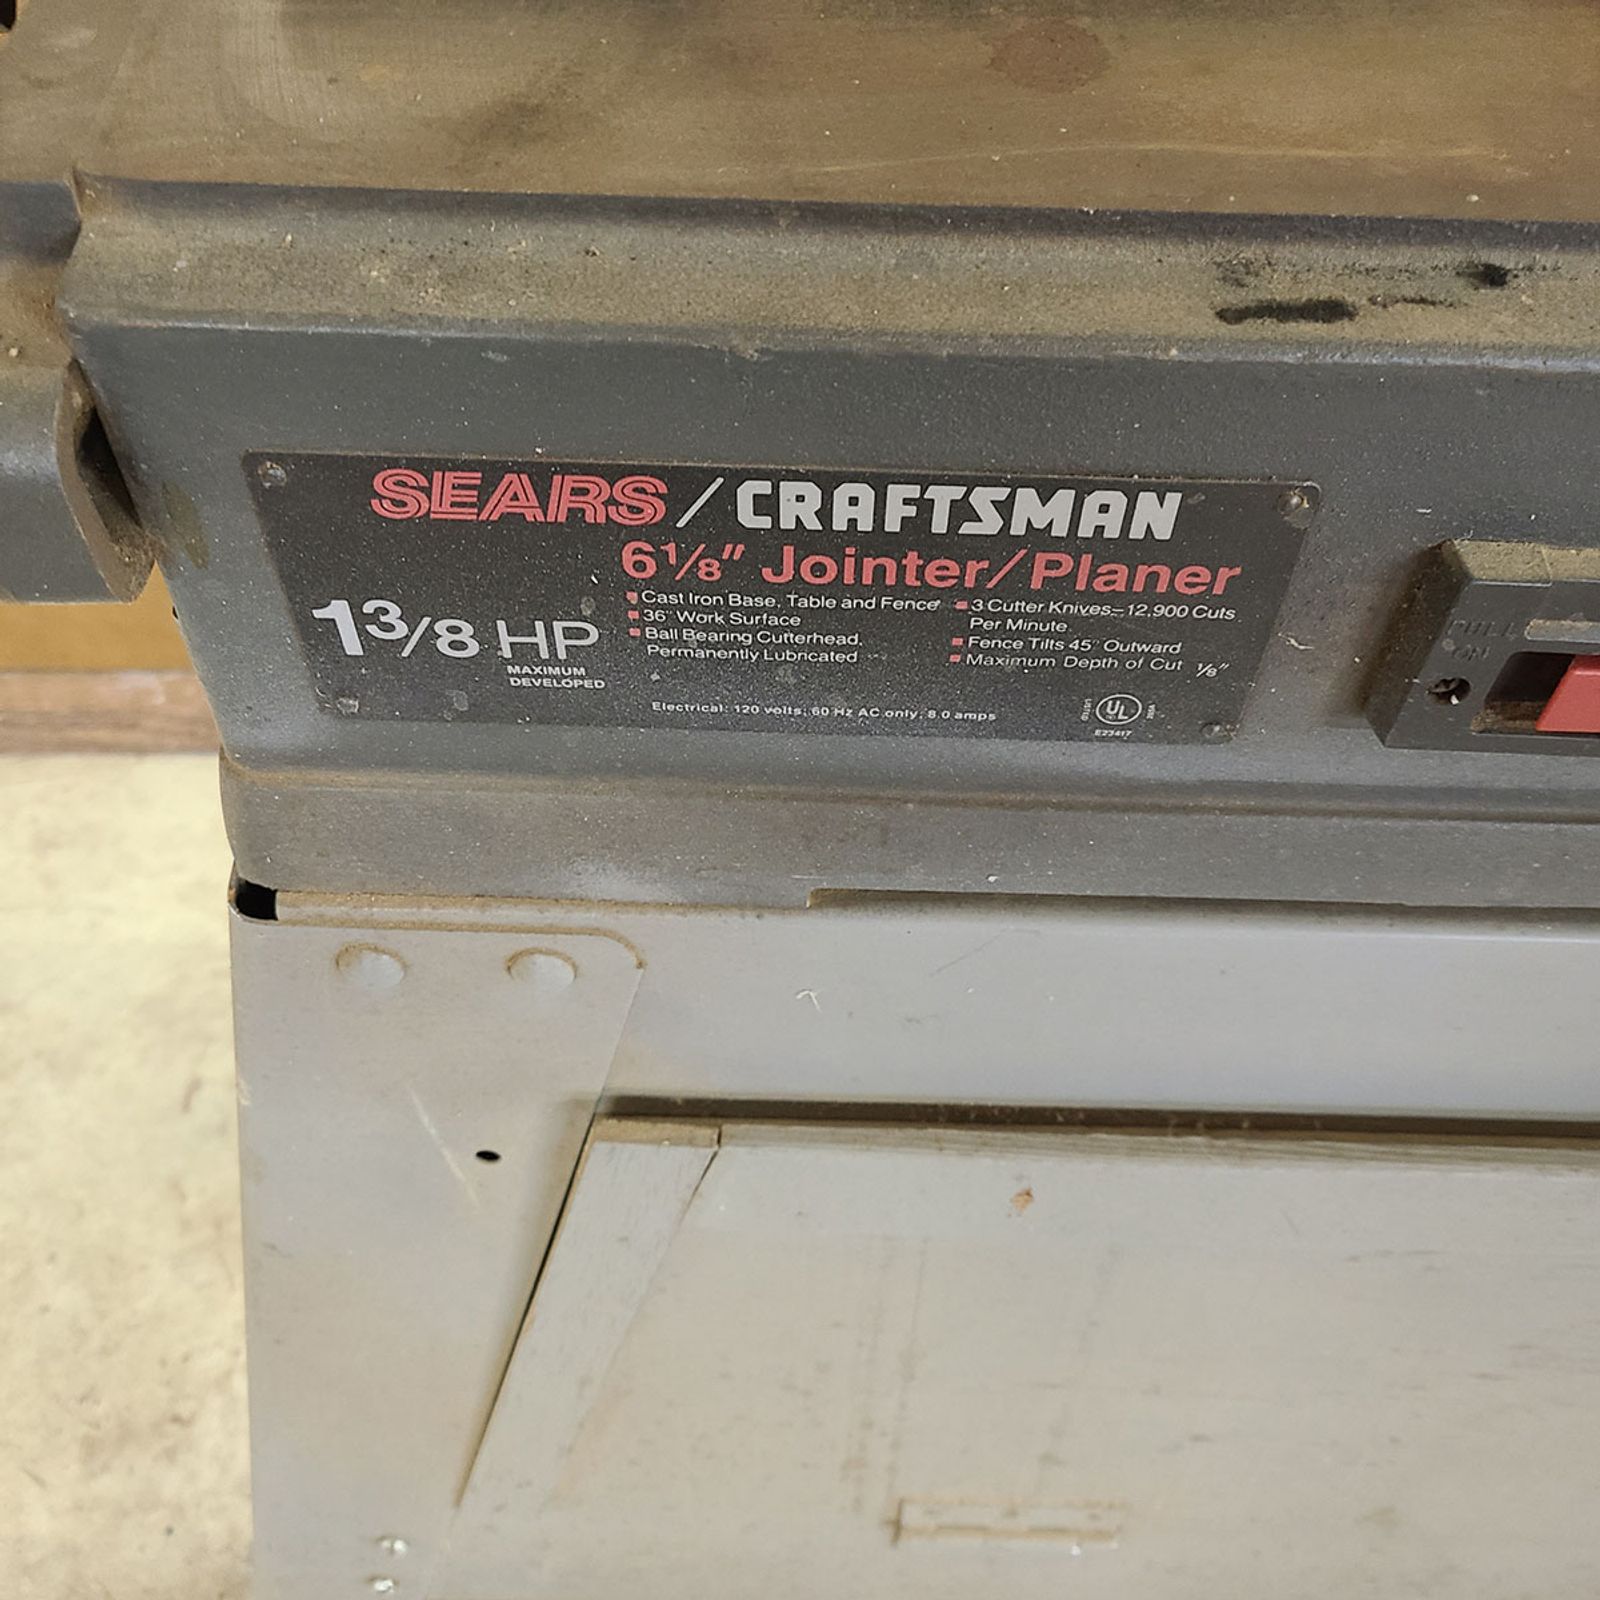 SEARS / CRAFTSMAN
6 1/8" Jointer/Planer
1 3/8 HP
MAXIMUM
DEVELOPED
Cast Iron Base, Table and Fence
36" Work Surface
Ball Bearing Cutterhead,
Permanently Lubricated
3 Cutter Knives–12,900 Cuts
Per Minute
Fence Tilts 45° Outward
Maximum Depth of Cut 1/8"
Electrical: 120 volts, 60 Hz AC only, 8.0 amps
LISTED
UL
E23417
PULL
ON